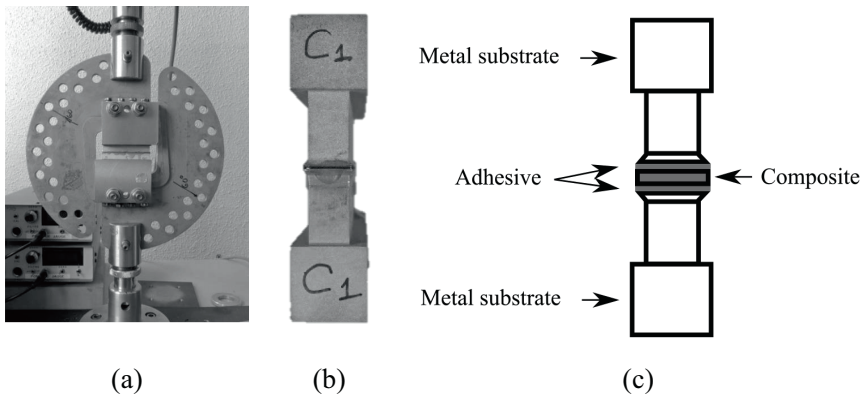 C1
C1
Metal substrate
Adhesive
Composite
Metal substrate
(a)
(b)
(c)